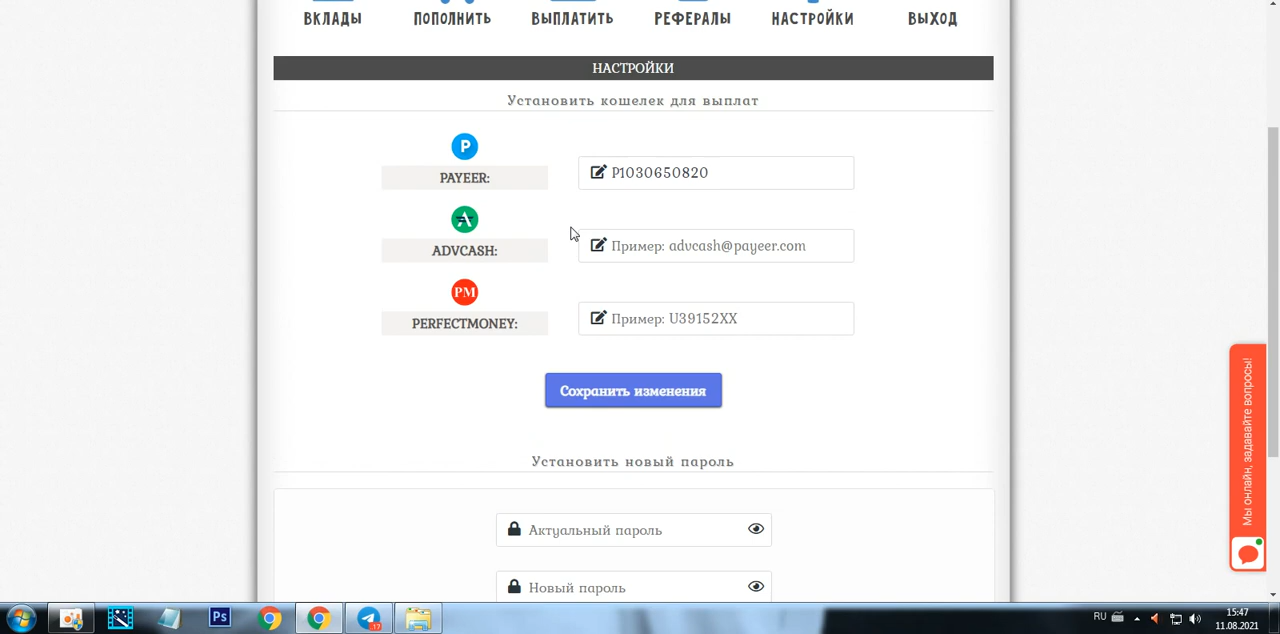 ВКЛАДЫ ПОПОЛНИТЬ ВЫПЛАТИТЬ РЕФЕРАЛЫ НАСТРОЙКИ ВЫХОД
НАСТРОЙКИ
Установить кошелек для выплат
P
PAYEER:
P1030650820
ADVCASH:
Пример: advcash@payeer.com
PM
PERFECTMONEY:
Пример: U39152XX
Сохранить изменения
Установить новый пароль
Актуальный пароль
Новый пароль
Мы онлайн, задавайте вопросы!
Ps
17
RU
15:47
11.08.2021